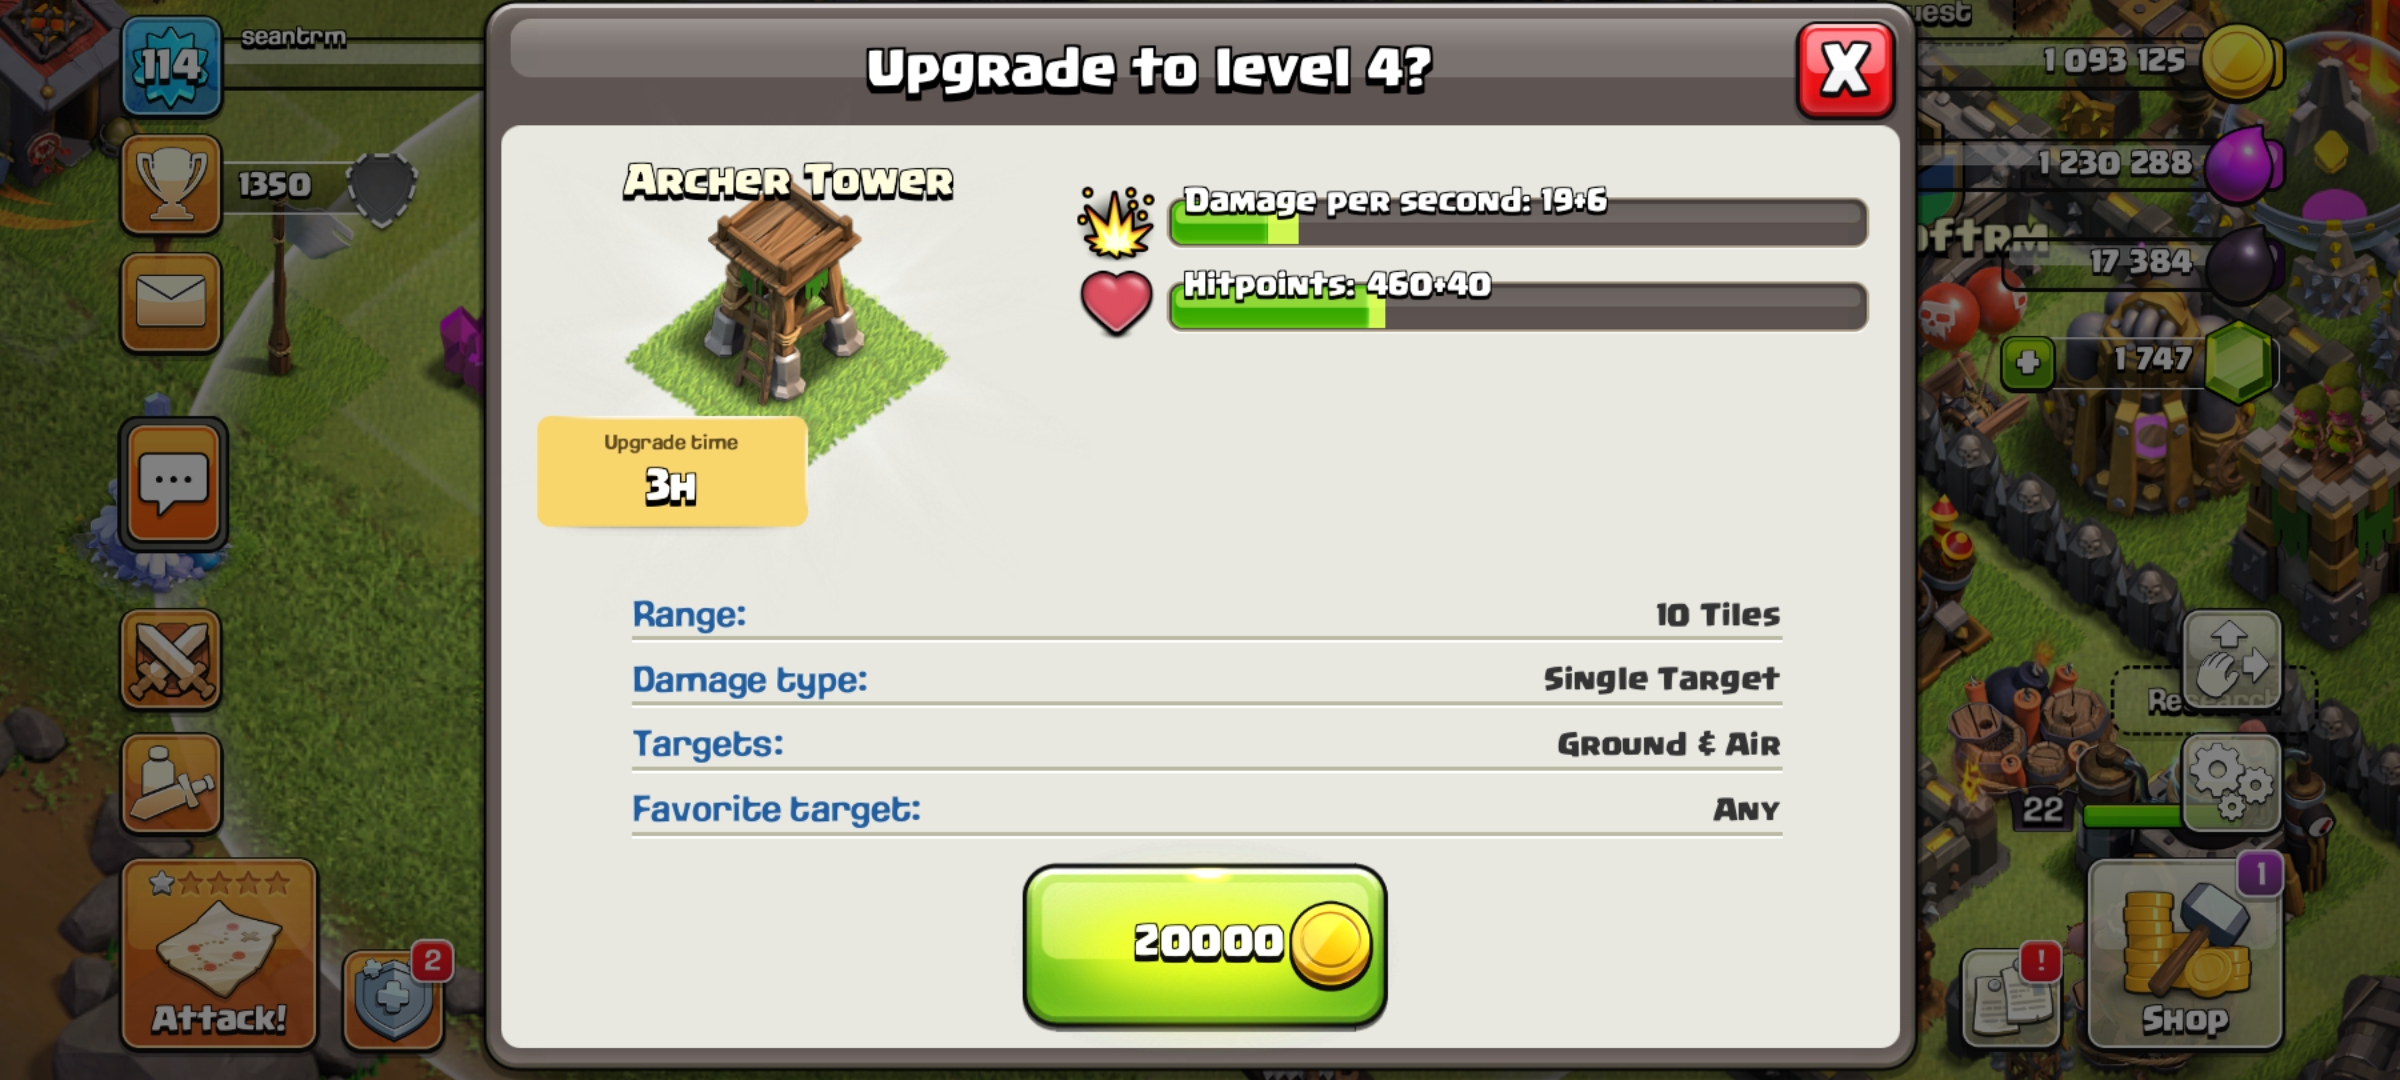 114
seantrm
1350
Attack!
2
Upgrade to level 4?
X
Archer Tower
Damage per second: 19+6
Hitpoints: 460+40
Upgrade time
3H
Range: 10 Tiles
Damage type: Single Target
Targets: Ground & Air
Favorite target: Any
20000
1 093 125
1 230 288
17 384
1 747
22
1
!
Shop